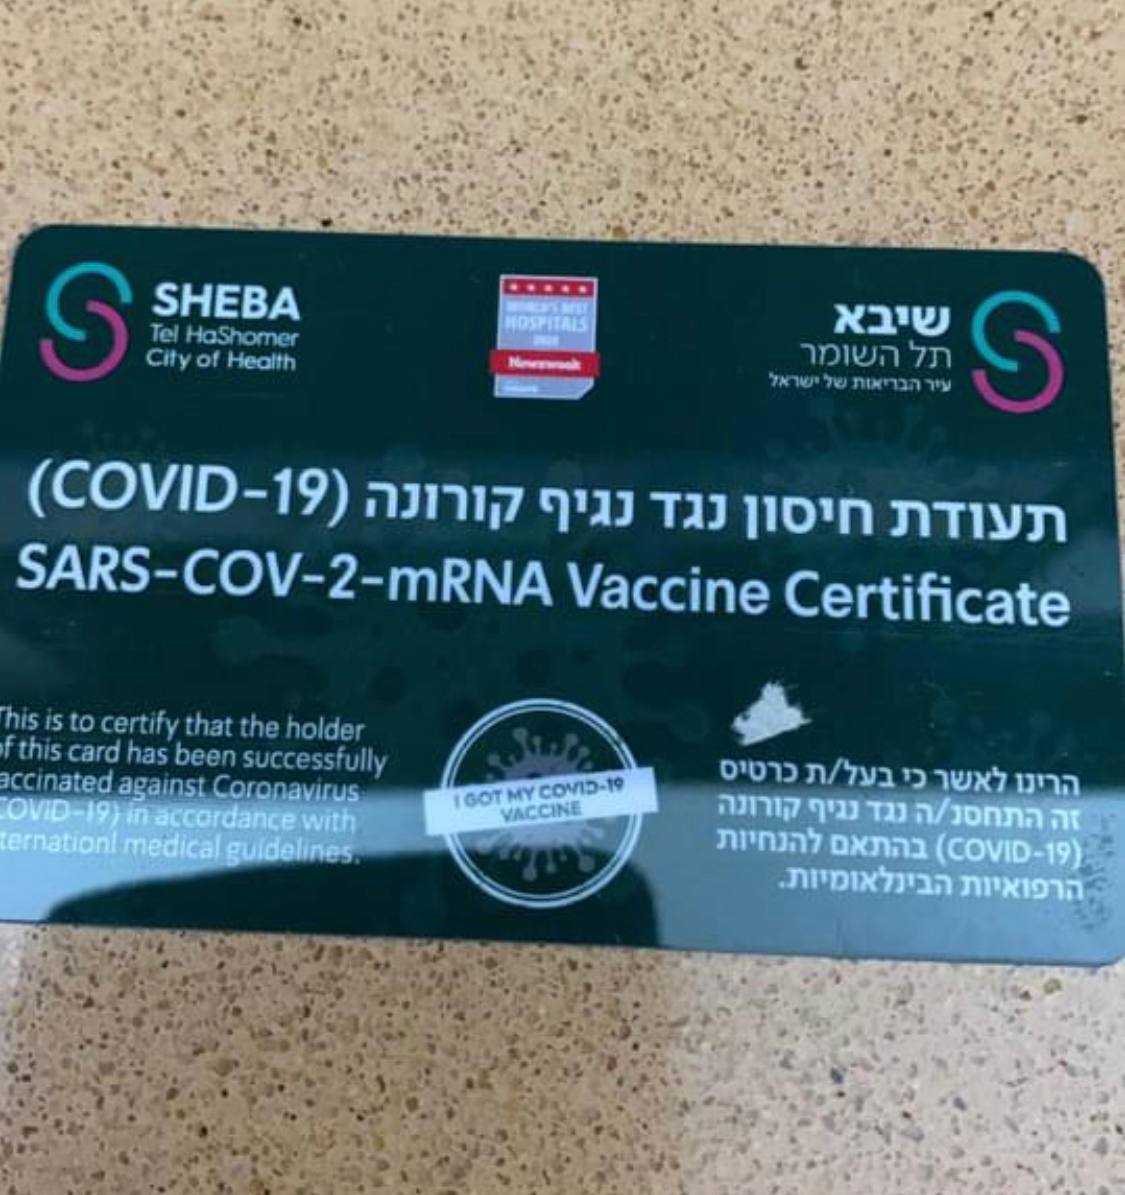 SHEBA
Tel HaShomer
City of Health
WORLD'S BEST
HOSPITALS
Newsweek
שיבא
תל השומר
עיר הבריאות של ישראל
תעודת חיסון נגד נגיף קורונה (COVID-19)
SARS-COV-2-mRNA Vaccine Certificate
This is to certify that the holder
of this card has been successfully
accinated against Coronavirus
COVID-19) in accordance with
ternationl medical guidelines.
I GOT MY COVID-19
VACCINE
הרינו לאשר כי בעל/ת כרטיס
זה התחסנ/ה נגד נגיף קורונה
(COVID-19) בהתאם להנחיות
הרפואיות הבינלאומיות.